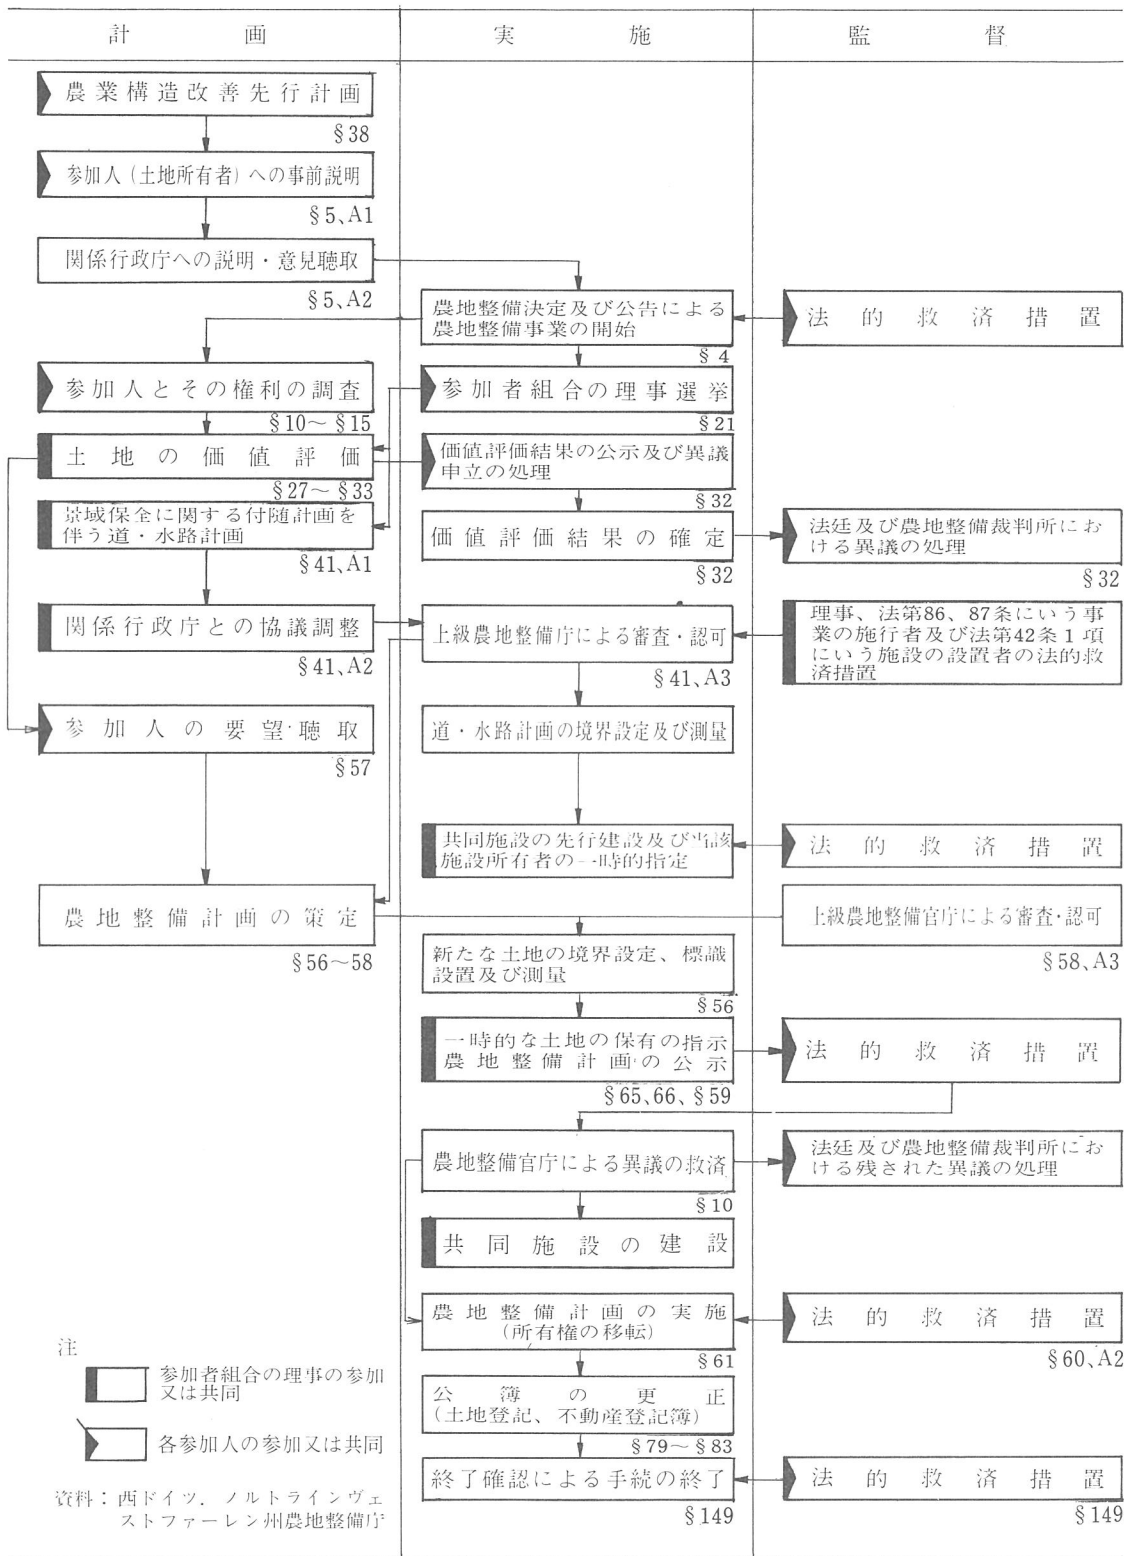 計画
実施
監督
農業構造改善先行計画
§38
参加人(土地所有者)への事前説明
§5、A1
関係行政庁への説明・意見聴取
§5、A2
農地整備決定及び公告による
農地整備事業の開始
§4
法的救済措置
参加人とその権利の調査
§10~§15
参加者組合の理事選挙
§21
土地の価値評価
§27~§33
価値評価結果の公示及び異議
申立の処理
§32
景域保全に関する付随計画を
伴う道・水路計画
§41、A1
価値評価結果の確定
§32
法廷及び農地整備裁判所にお
ける異議の処理
§32
関係行政庁との協議調整
§41、A2
上級農地整備庁による審査・認可
§41、A3
理事、法第86、87条にいう事
業の施行者及び法第42条1項
にいう施設の設置者の法的救
済措置
参加人の要望・聴取
§57
道・水路計画の境界設定及び測量
共同施設の先行建設及び当該
施設所有者の一時的指定
法的救済措置
農地整備計画の策定
§56~58
上級農地整備官庁による審査・認可
§58、A3
新たな土地の境界設定、標識
設置及び測量
§56
一時的な土地の保有の指示
農地整備計画の公示
§65、66、§59
法的救済措置
農地整備官庁による異議の救済
§10
法廷及び農地整備裁判所にお
ける残された異議の処理
共同施設の建設
農地整備計画の実施
(所有権の移転)
§61
法的救済措置
§60、A2
公簿の更正
(土地登記、不動産登記簿)
§79~§83
終了確認による手続の終了
§149
法的救済措置
§149
注
参加者組合の理事の参加
又は共同
各参加人の参加又は共同
資料:西ドイツ.ノルトラインヴェ
ストファーレン州農地整備庁